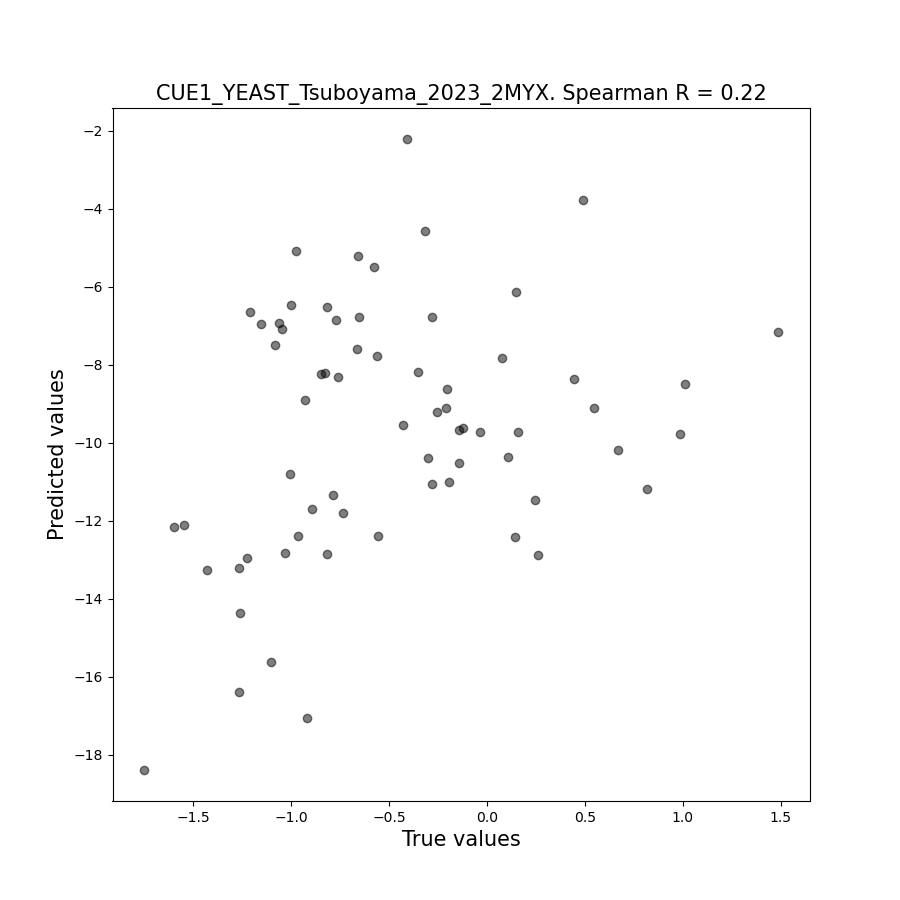 CUE1_YEAST_Tsuboyama_2023_2MYX. Spearman R = 0.22
−2
−4
−6
−8
−10
−12
−14
−16
−18
Predicted values
−1.5 −1.0 −0.5 0.0 0.5 1.0 1.5
True values